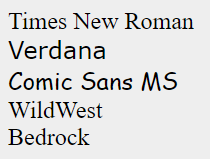 Times New Roman
Verdana
Comic Sans MS
WildWest
Bedrock